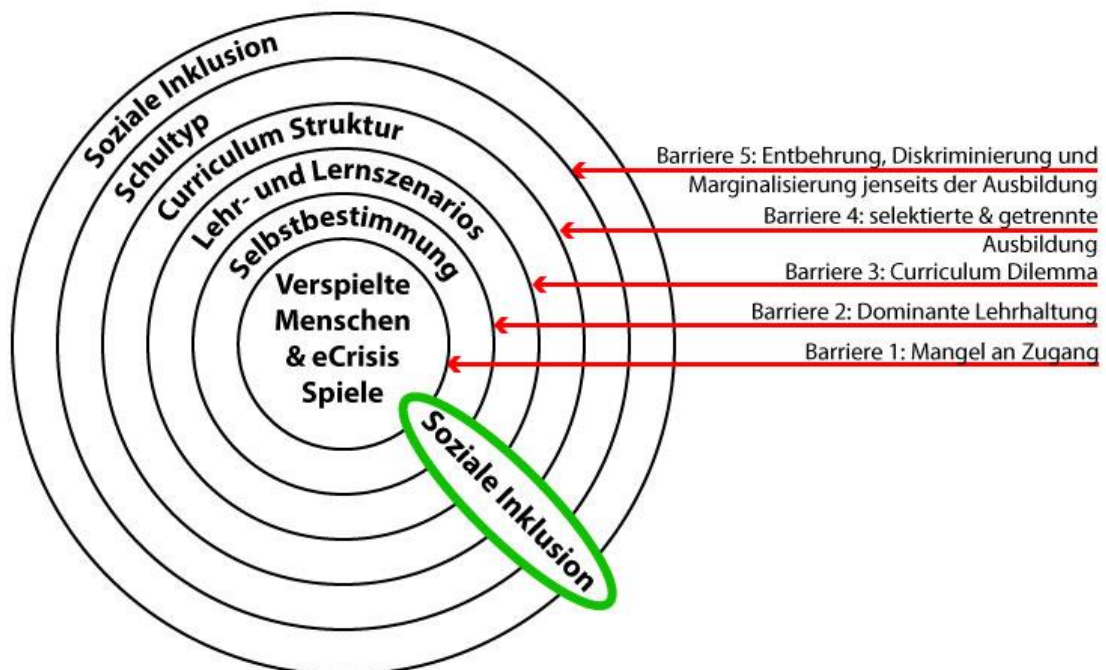 Soziale Inklusion
Schultyp
Curriculum Struktur
Lehr- und Lernszenarios
Selbstbestimmung
Verspielte
Menschen
& eCrisis
Spiele
Soziale Inklusion
Barriere 5: Entbehrung, Diskriminierung und
Marginalisierung jenseits der Ausbildung
Barriere 4: selektierte & getrennte
Ausbildung
Barriere 3: Curriculum Dilemma
Barriere 2: Dominante Lehrhaltung
Barriere 1: Mangel an Zugang